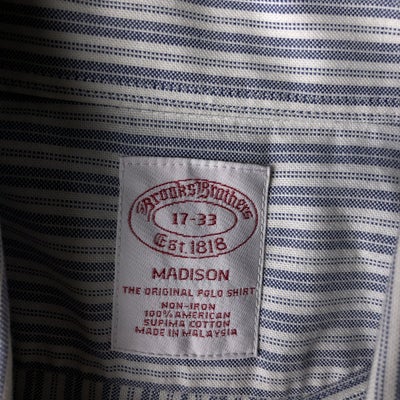 Brooks Brothers
17-33
Est. 1818
MADISON
THE ORIGINAL POLO SHIRT
NON-IRON
100% AMERICAN
SUPIMA COTTON
MADE IN MALAYSIA